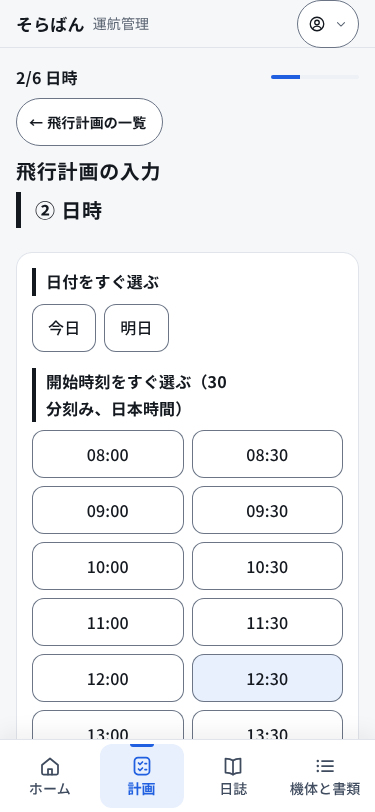 そらばん 運航管理
2/6 日時
← 飛行計画の一覧
飛行計画の入力
② 日時
日付をすぐ選ぶ
今日 明日
開始時刻をすぐ選ぶ（30
分刻み、日本時間）
08:00 08:30
09:00 09:30
10:00 10:30
11:00 11:30
12:00 12:30
13:00 13:30
ホーム 計画 日誌 機体と書類